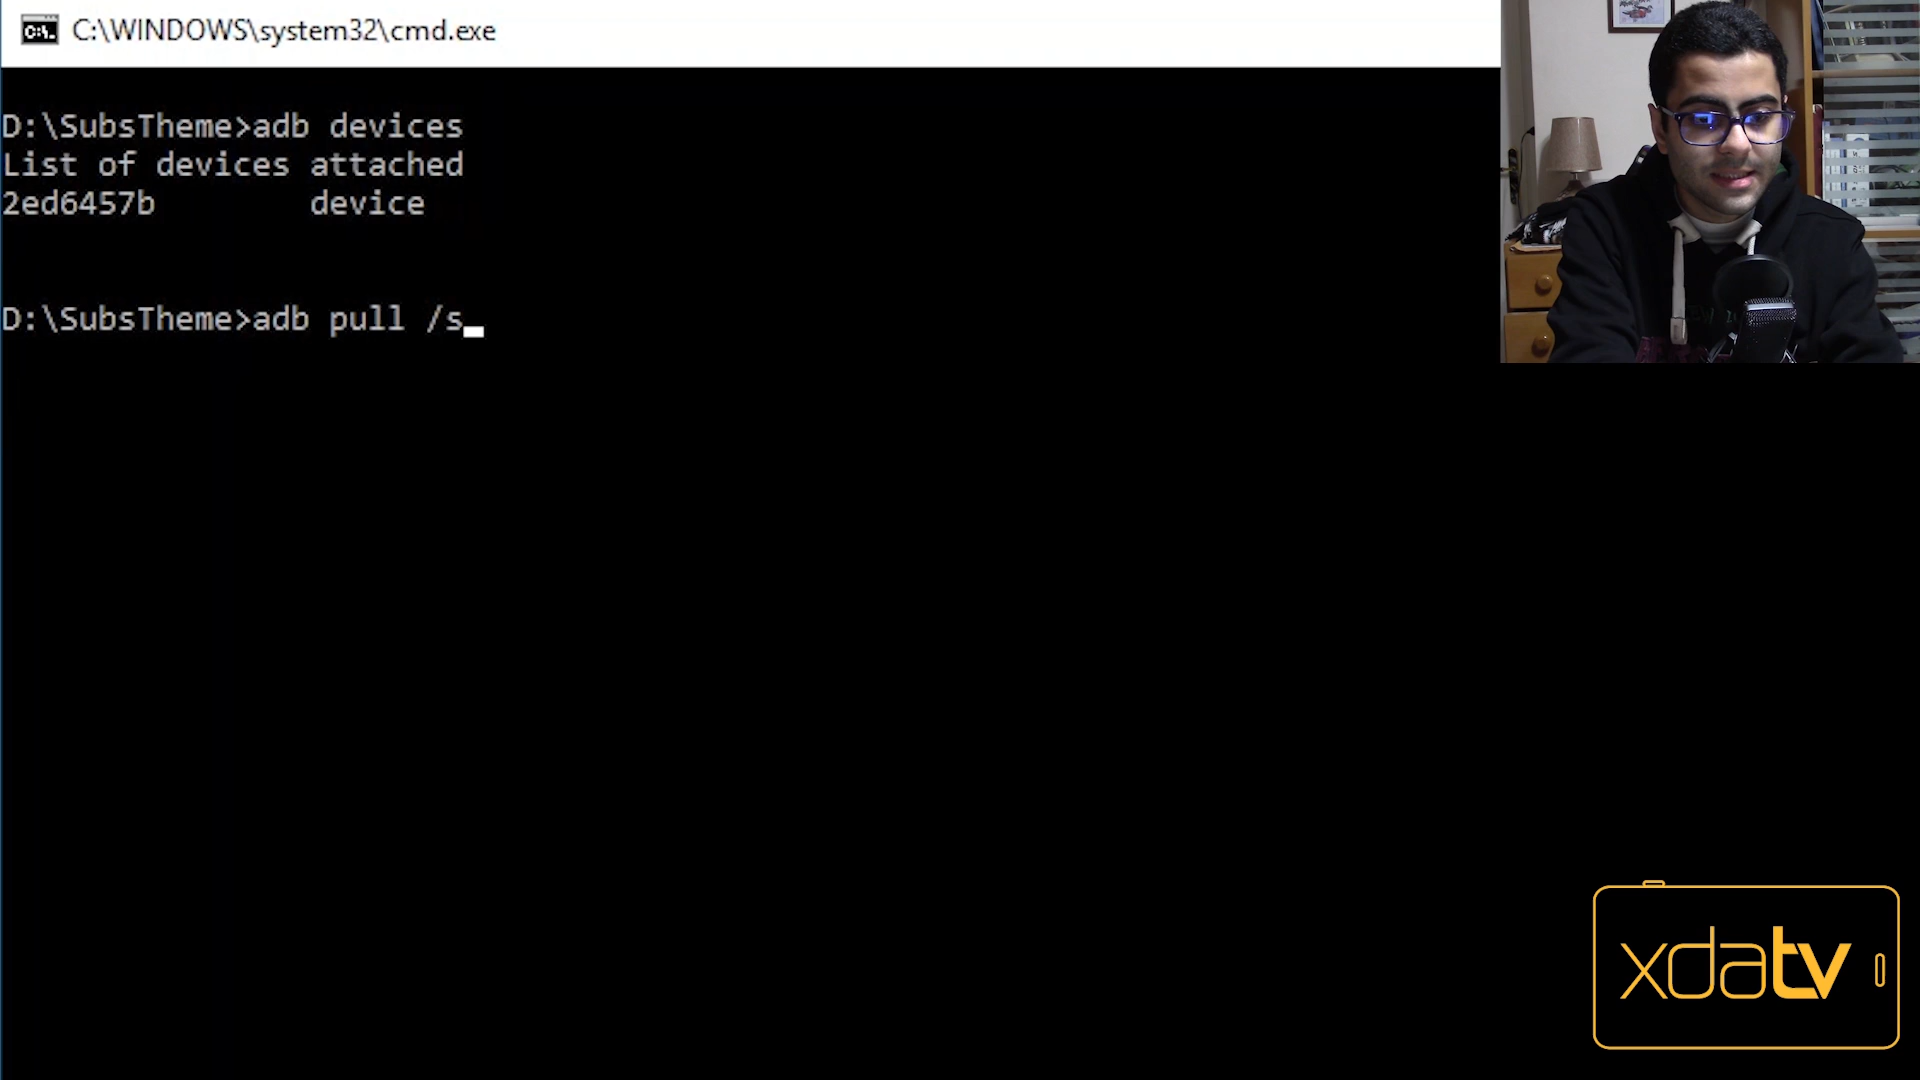 C:\WINDOWS\system32\cmd.exe
D:\SubsTheme>adb devices
List of devices attached
2ed6457b        device
D:\SubsTheme>adb pull /s
xdatv